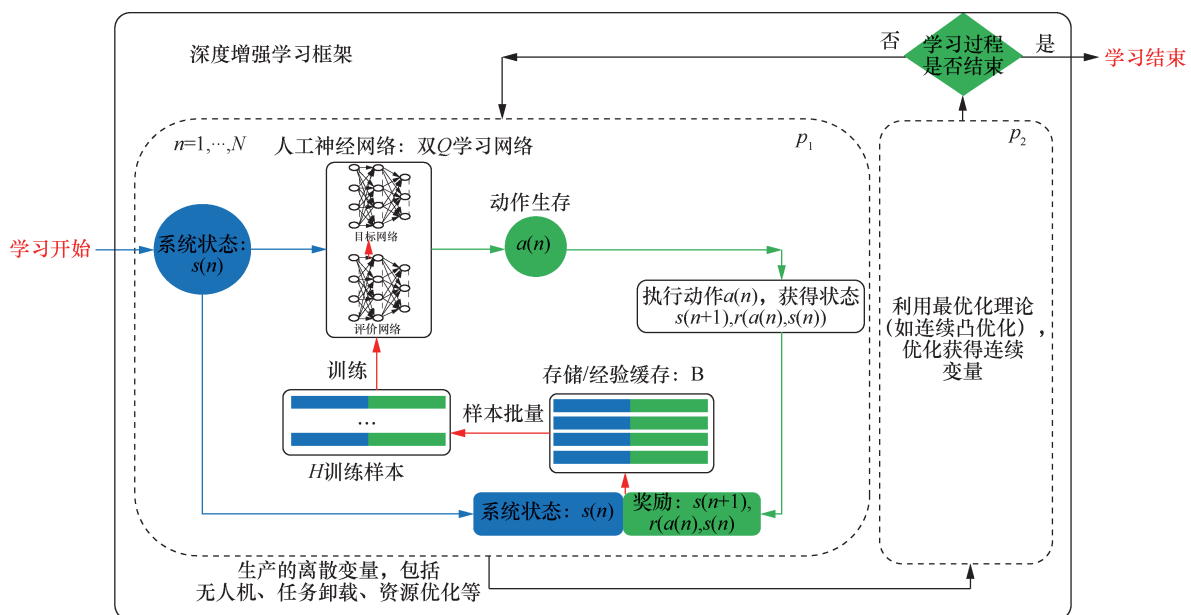 深度增强学习框架
否
学习过程
是否结束
是
学习结束
n=1,···,N
人工神经网络：双Q学习网络
p1
p2
动作生存
学习开始
系统状态：
s(n)
目标网络
a(n)
评价网络
执行动作a(n)，获得状态
s(n+1),r(a(n),s(n))
利用最优化理论
（如连续凸优化），
优化获得连续
变量
训练
存储/经验缓存：B
...
样本批量
H训练样本
系统状态：s(n)
奖励：s(n+1),
r(a(n),s(n)
生产的离散变量，包括
无人机、任务卸载、资源优化等